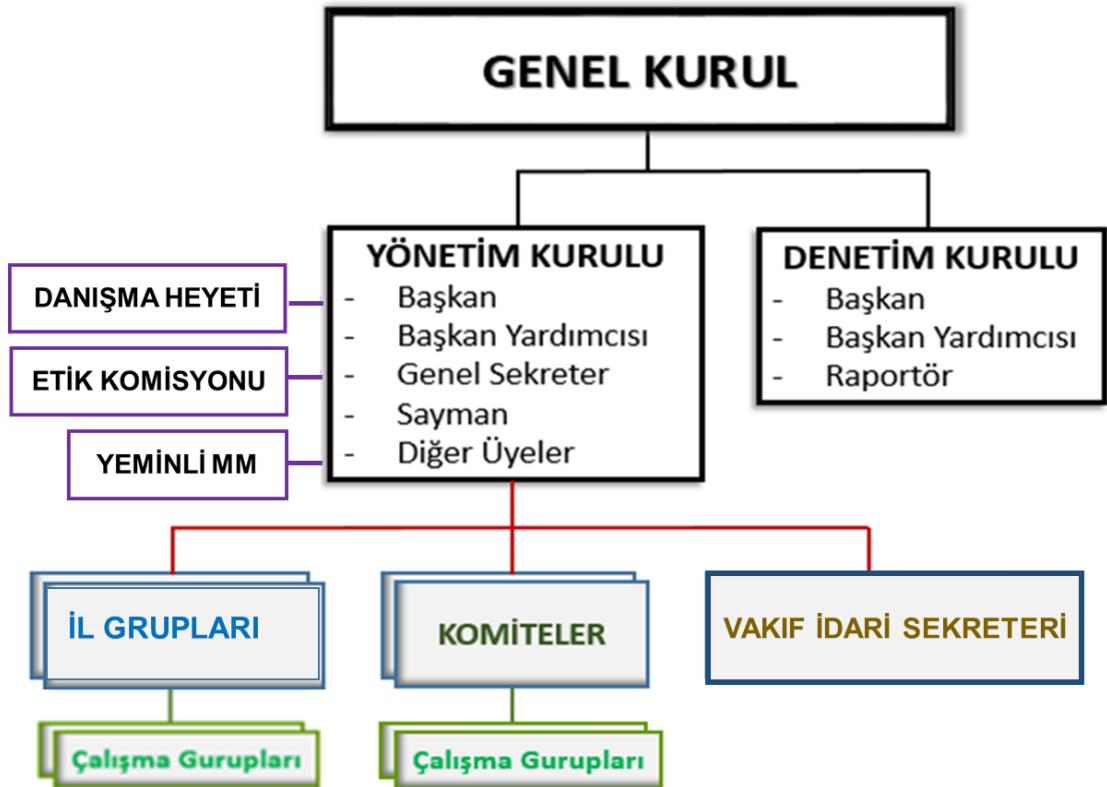 GENEL KURUL
YÖNETİM KURULU
- Başkan
- Başkan Yardımcısı
- Genel Sekreter
- Sayman
- Diğer Üyeler
DENETİM KURULU
- Başkan
- Başkan Yardımcısı
- Raportör
DANIŞMA HEYETİ
ETİK KOMİSYONU
YEMİNLİ MM
İL GRUPLARI
KOMİTELER
VAKIF İDARİ SEKRETERİ
Çalışma Gurupları
Çalışma Gurupları